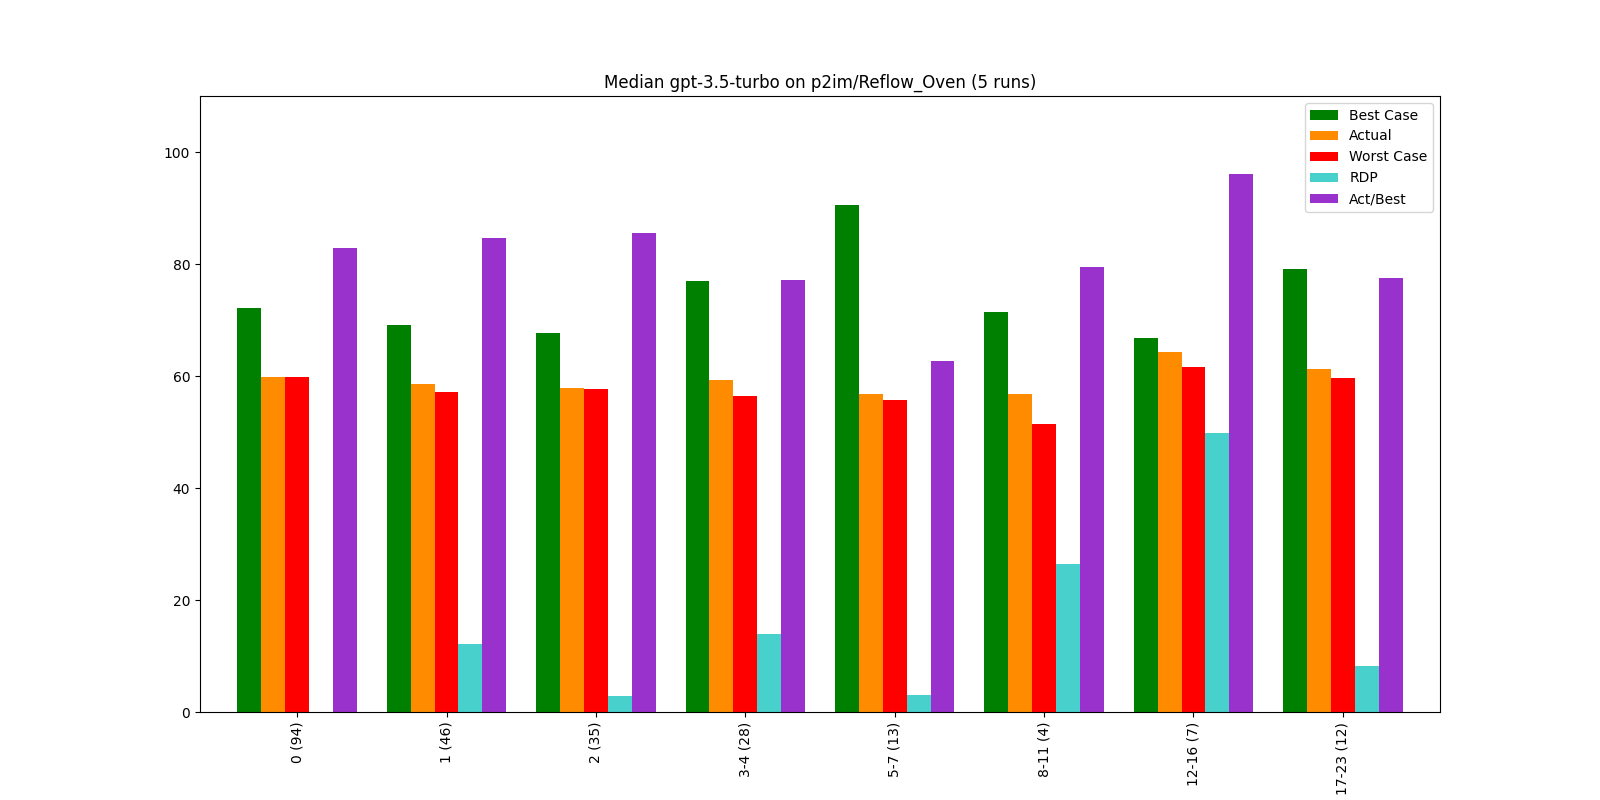 Median gpt-3.5-turbo on p2im/Reflow_Oven (5 runs)
Best Case
Actual
Worst Case
RDP
Act/Best
100
80
60
40
20
0
0 (94)
1 (46)
2 (35)
3-4 (28)
5-7 (13)
8-11 (4)
12-16 (7)
17-23 (12)